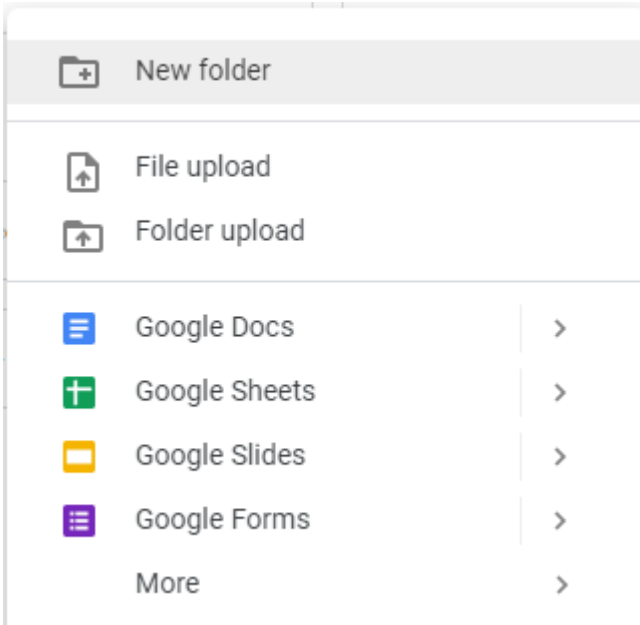 New folder
File upload
Folder upload
Google Docs
Google Sheets
Google Slides
Google Forms
More